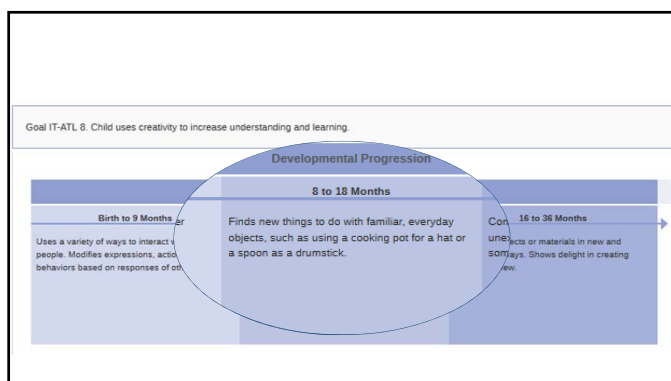 Goal IT-ATL 8. Child uses creativity to increase understanding and learning.
Developmental Progression
8 to 18 Months
Birth to 9 Months
Uses a variety of ways to interact
people. Modifies expressions,
behaviors based on responses of
Finds new things to do with familiar, everyday
objects, such as using a cooking pot for a hat or
a spoon as a drumstick.
16 to 36 Months
or materials in new and
Shows delight in creating